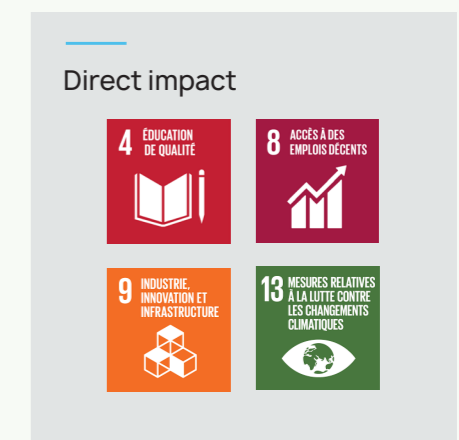 Direct impact
4 ÉDUCATION
DE QUALITÉ
8 ACCÈS À DES
EMPLOIS DÉCENTS
9 INDUSTRIE,
INNOVATION ET
INFRASTRUCTURE
13 MESURES RELATIVES
À LA LUTTE CONTRE
LES CHANGEMENTS
CLIMATIQUES